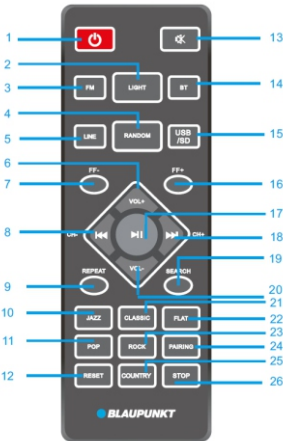 1
13
2
3
FM
LIGHT
BT
14
4
5
LINE
RANDOM
USB
/SD
15
6
FF-
FF+
7
16
VOL+
17
8
CH-
CH+
18
REPEAT
VOL-
SEARCH
19
9
20
21
10
JAZZ
CLASSIC
FLAT
22
23
11
POP
ROCK
PAIRING
24
25
12
RESET
COUNTRY
STOP
26
BLAUPUNKT